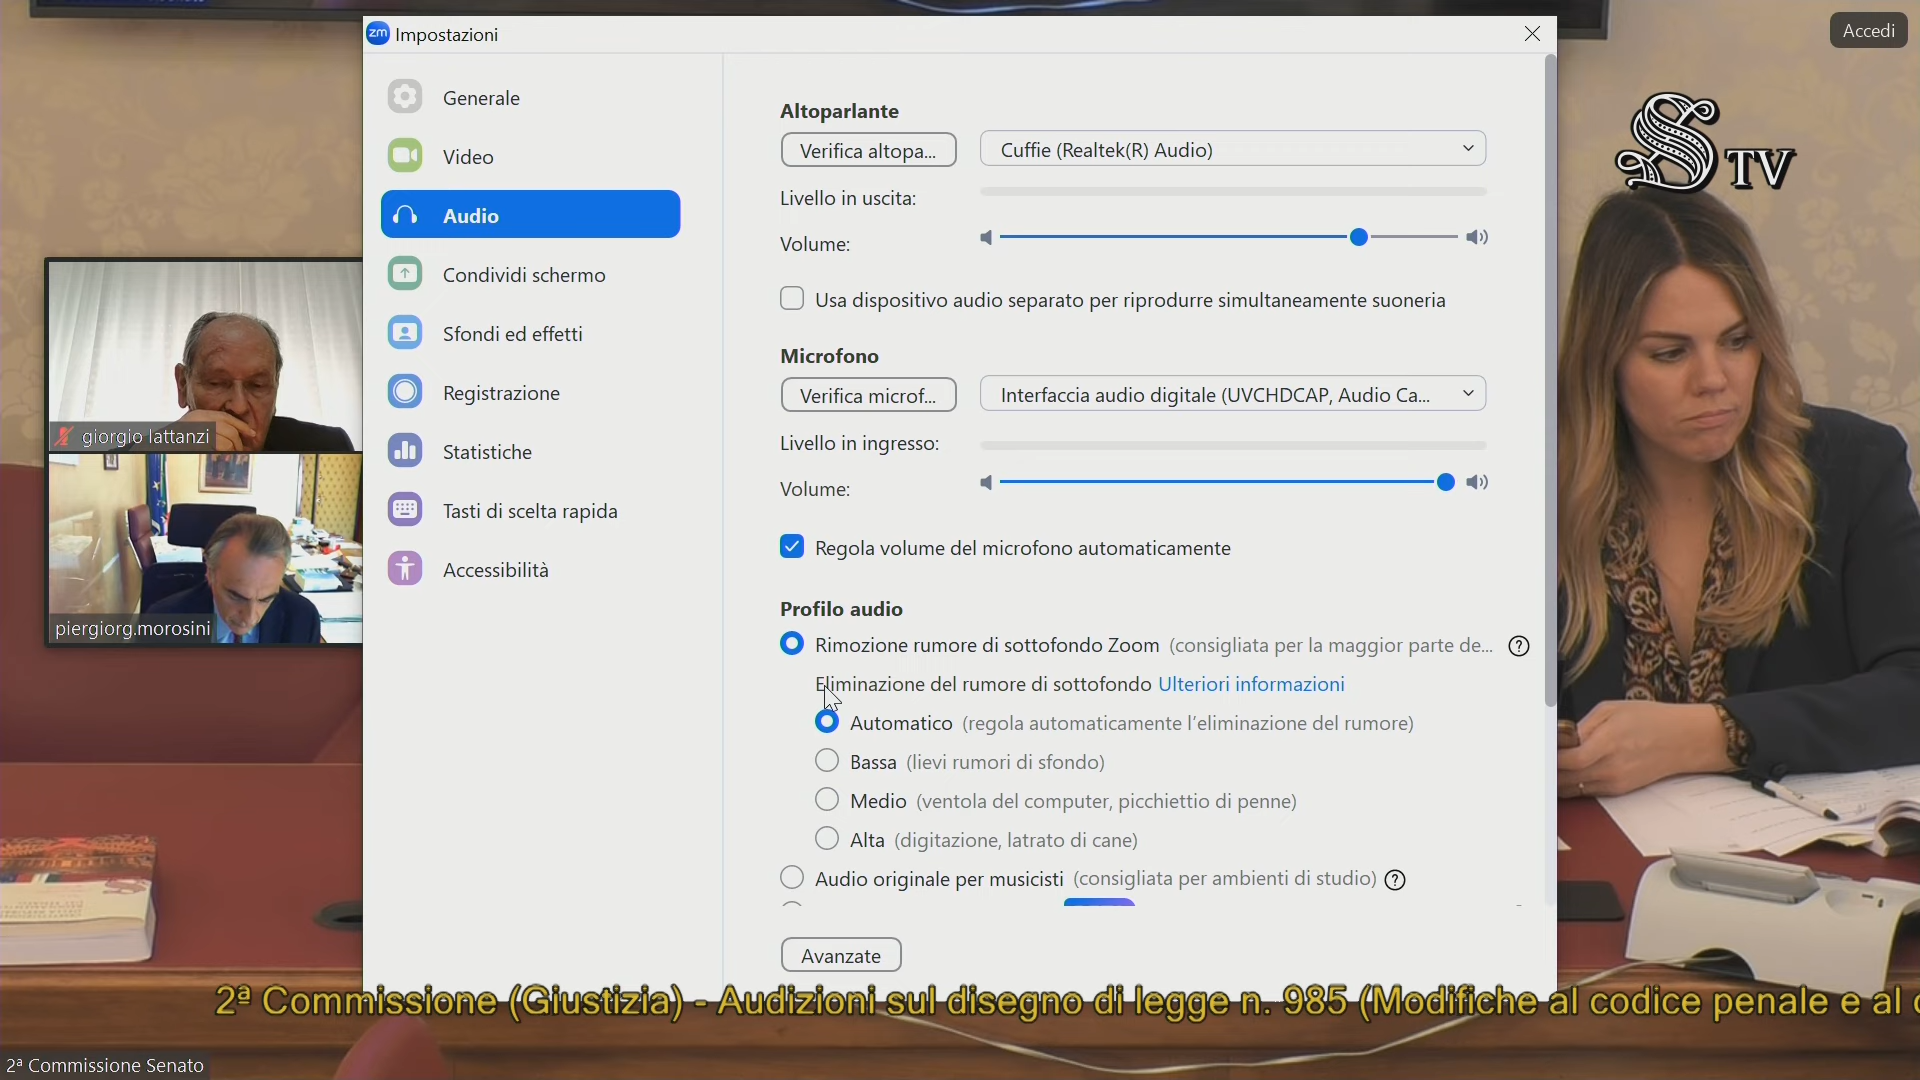 zm Impostazioni
Accedi
Generale
Video
Audio
Condividi schermo
Sfondi ed effetti
Registrazione
Statistiche
Tasti di scelta rapida
Accessibilità
Altoparlante
Verifica altopa...
Cuffie (Realtek(R) Audio)
Livello in uscita:
Volume:
Usa dispositivo audio separato per riprodurre simultaneamente suoneria
Microfono
Verifica microf...
Interfaccia audio digitale (UVCHDCAP, Audio Ca...
Livello in ingresso:
Volume:
Regola volume del microfono automaticamente
Profilo audio
Rimozione rumore di sottofondo Zoom (consigliata per la maggior parte de...
Eliminazione del rumore di sottofondo Ulteriori informazioni
Automatico (regola automaticamente l'eliminazione del rumore)
Bassa (lievi rumori di sfondo)
Medio (ventola del computer, picchiettio di penne)
Alta (digitazione, latrato di cane)
Audio originale per musicisti (consigliata per ambienti di studio)
Avanzate
S TV
giorgio lattanzi
piergiorg.morosini
2ª Commissione (Giustizia) - Audizioni sul disegno di legge n. 985 (Modifiche al codice penale e al
2ª Commissione Senato